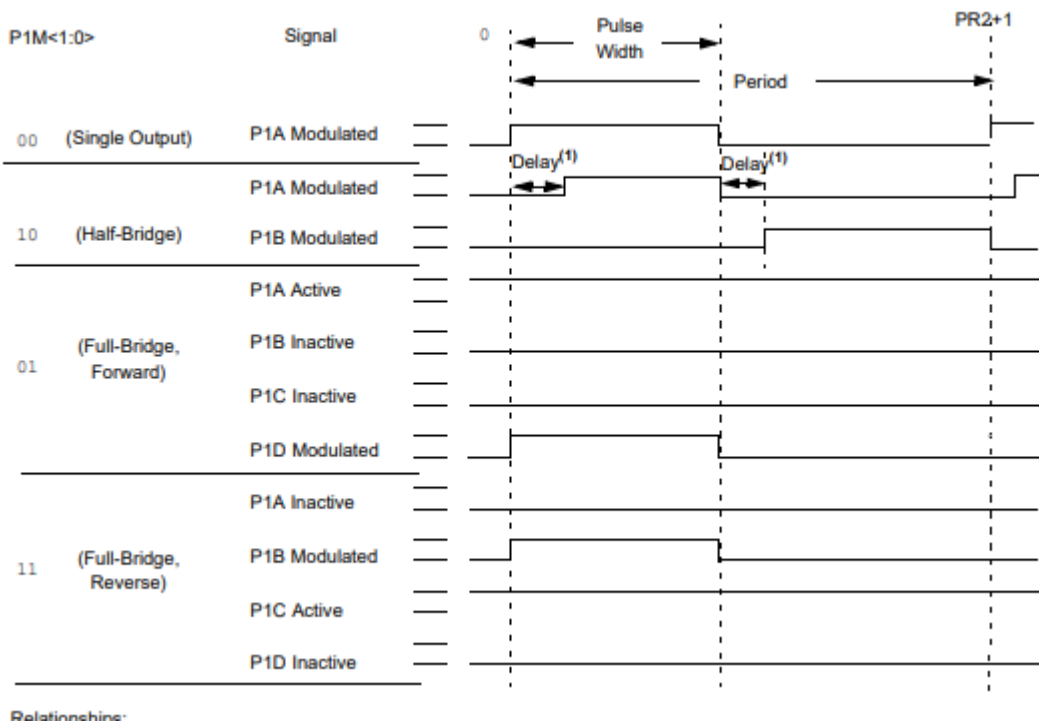 P1M<1:0> Signal 0 Pulse Width PR2+1
Period
00 (Single Output) P1A Modulated
Delay(1) Delay(1)
P1A Modulated
10 (Half-Bridge) P1B Modulated
P1A Active
01 (Full-Bridge, Forward) P1B Inactive
P1C Inactive
P1D Modulated
P1A Inactive
11 (Full-Bridge, Reverse) P1B Modulated
P1C Active
P1D Inactive
Relationships: